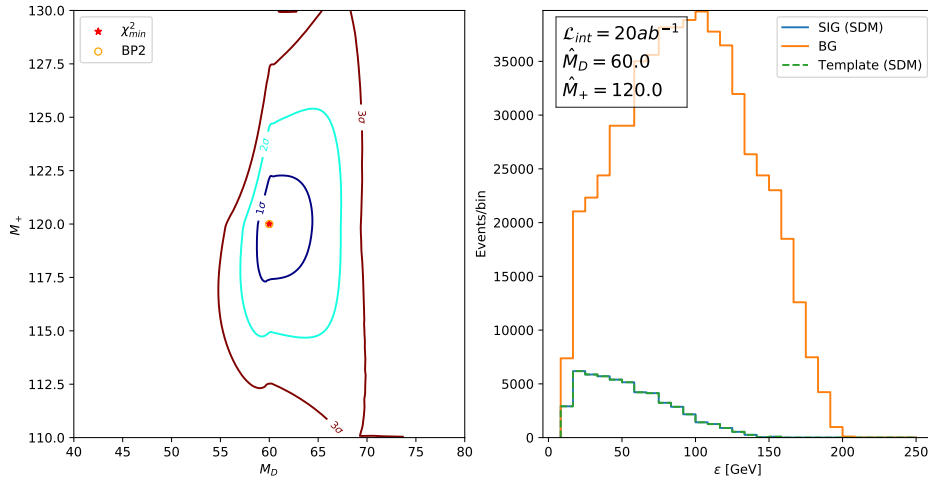 χ²min
BP2
130.0
127.5
125.0
122.5
120.0
117.5
115.0
112.5
110.0
M+
1σ
2σ
3σ
3σ
40
45
50
55
60
65
70
75
80
M_D
ℒ_int = 20ab⁻¹
M̂_D = 60.0
M̂_+ = 120.0
SIG (SDM)
BG
Template (SDM)
35000
30000
25000
20000
15000
10000
5000
0
Events/bin
0
50
100
150
200
250
ε [GeV]